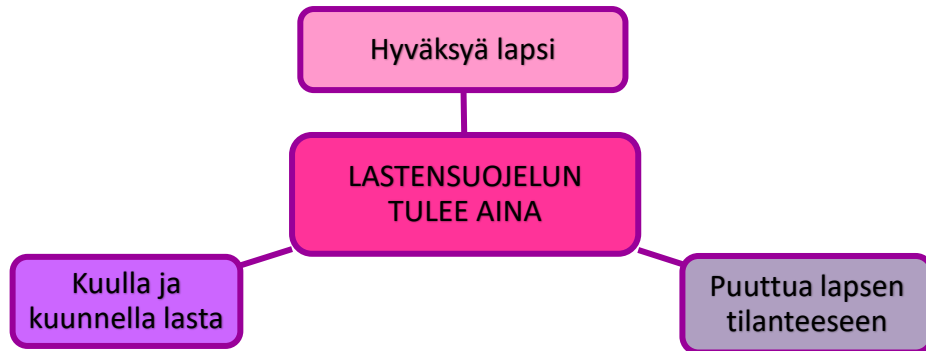 Hyväksyä lapsi
LASTENSUOJELUN
TULEE AINA
Kuulla ja
kuunnella lasta
Puuttua lapsen
tilanteeseen